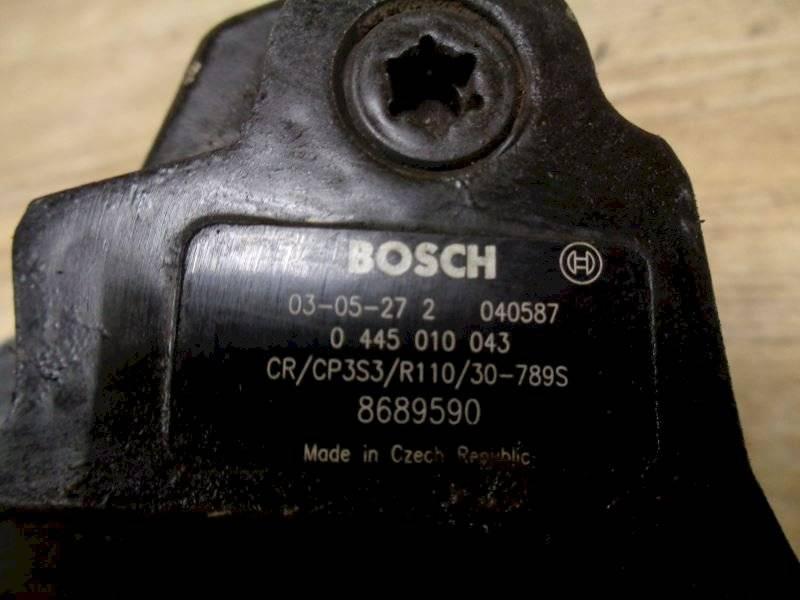 BOSCH
03-05-27 2 040587
0 445 010 043
CR/CP3S3/R110/30-789S
8689590
Made in Czech Republic